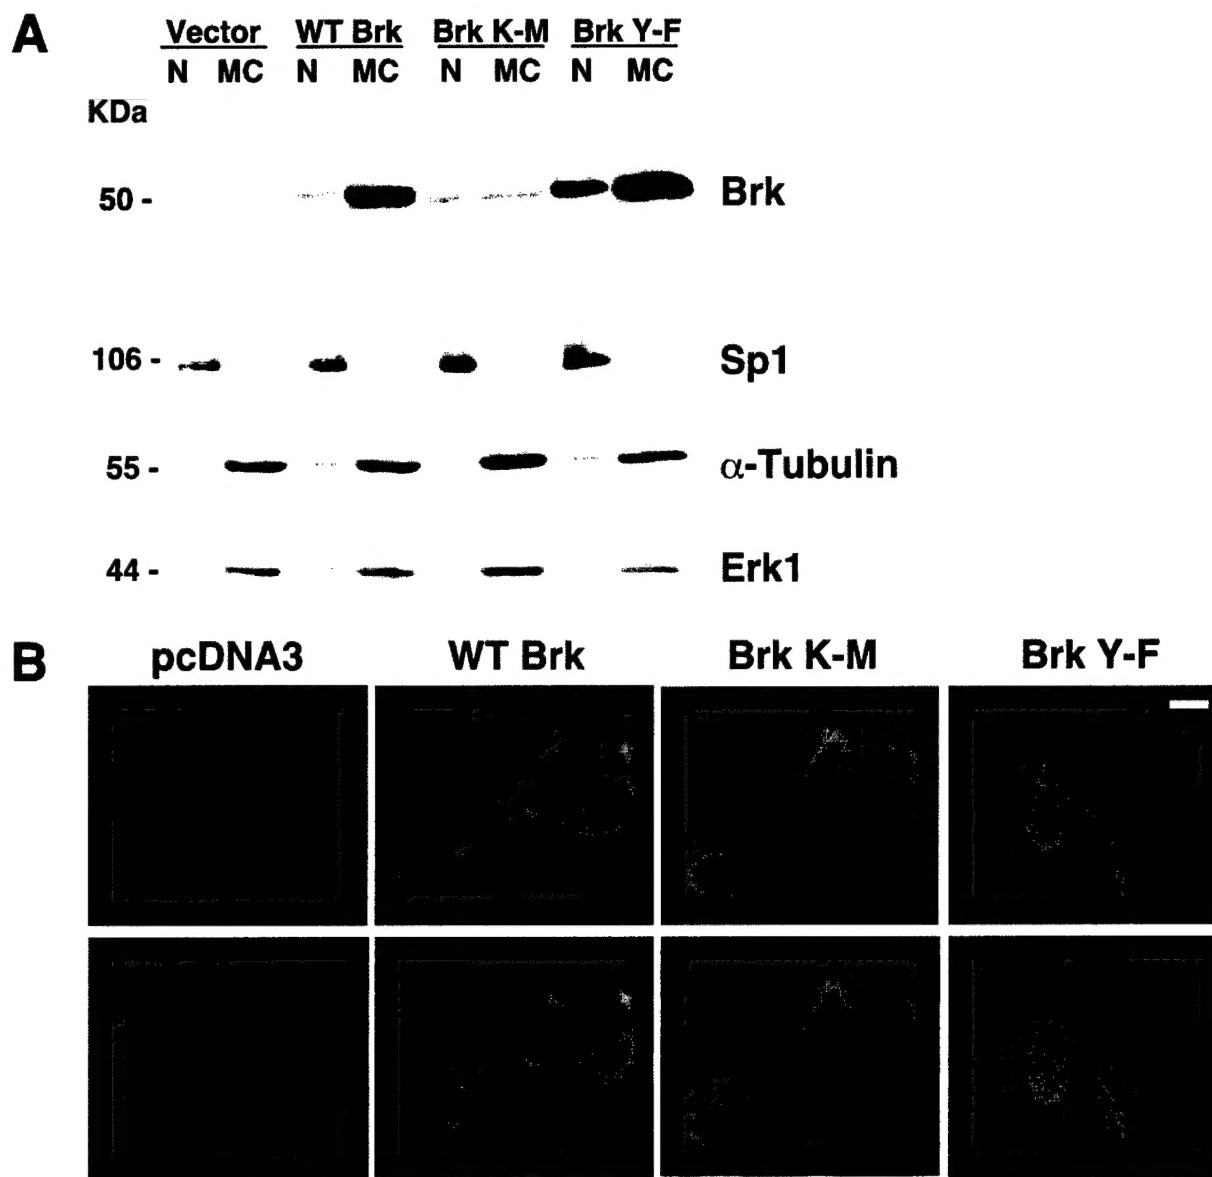 A
Vector WT Brk Brk K-M Brk Y-F
N MC N MC N MC N MC
KDa
50 - Brk
106 - Sp1
55 - α-Tubulin
44 - Erk1
B pcDNA3 WT Brk Brk K-M Brk Y-F